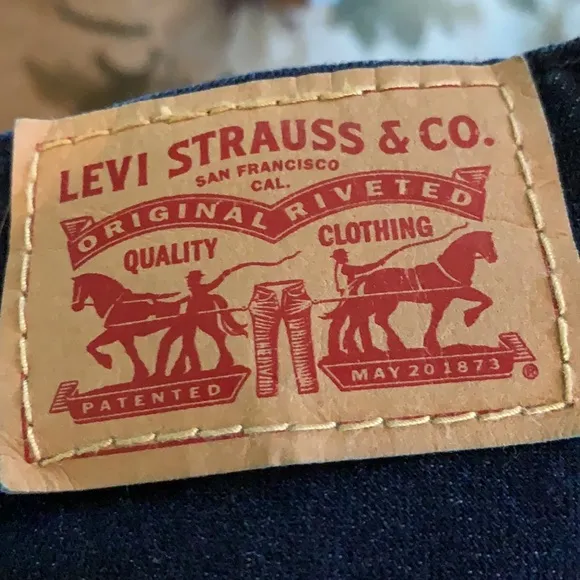 LEVI STRAUSS & CO.
SAN FRANCISCO
CAL.
ORIGINAL RIVETED
QUALITY CLOTHING
PATENTED MAY 20 1873 ®